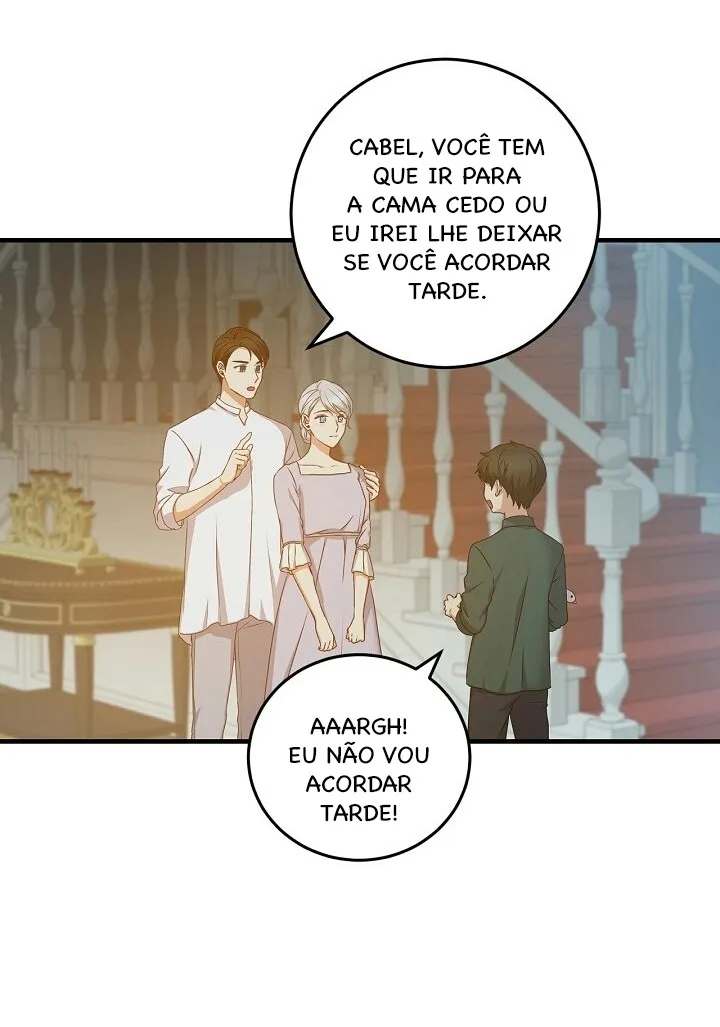 CABEL, VOCÊ TEM
QUE IR PARA
A CAMA CEDO OU
EU IREI LHE DEIXAR
SE VOCÊ ACORDAR
TARDE.
AAARGH!
EU NÃO VOU
ACORDAR
TARDE!